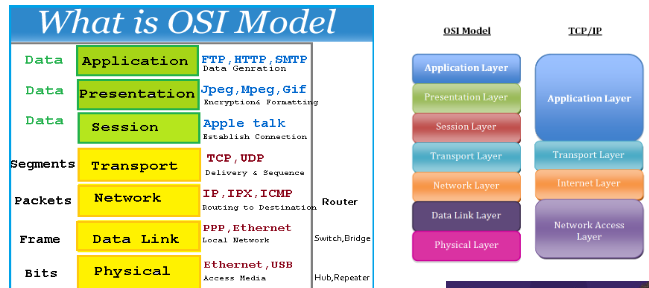 What is OSI Model
Data Application FTP,HTTP,SMTP
Data Genration
Data Presentation Jpeg,Mpeg,Gif
Encryption& Formatting
Data Session Apple talk
Establish Connection
Segments Transport TCP,UDP
Delivery & Sequence
Packets Network IP,IPX,ICMP
Routing to Destination Router
Frame Data Link PPP,Ethernet
Local Network Switch,Bridge
Bits Physical Ethernet,USB
Access Media Hub,Repeater
OSI Model TCP/IP
Application Layer
Presentation Layer
Session Layer
Application Layer
Transport Layer Transport Layer
Network Layer Internet Layer
Data Link Layer
Physical Layer
Network Access
Layer